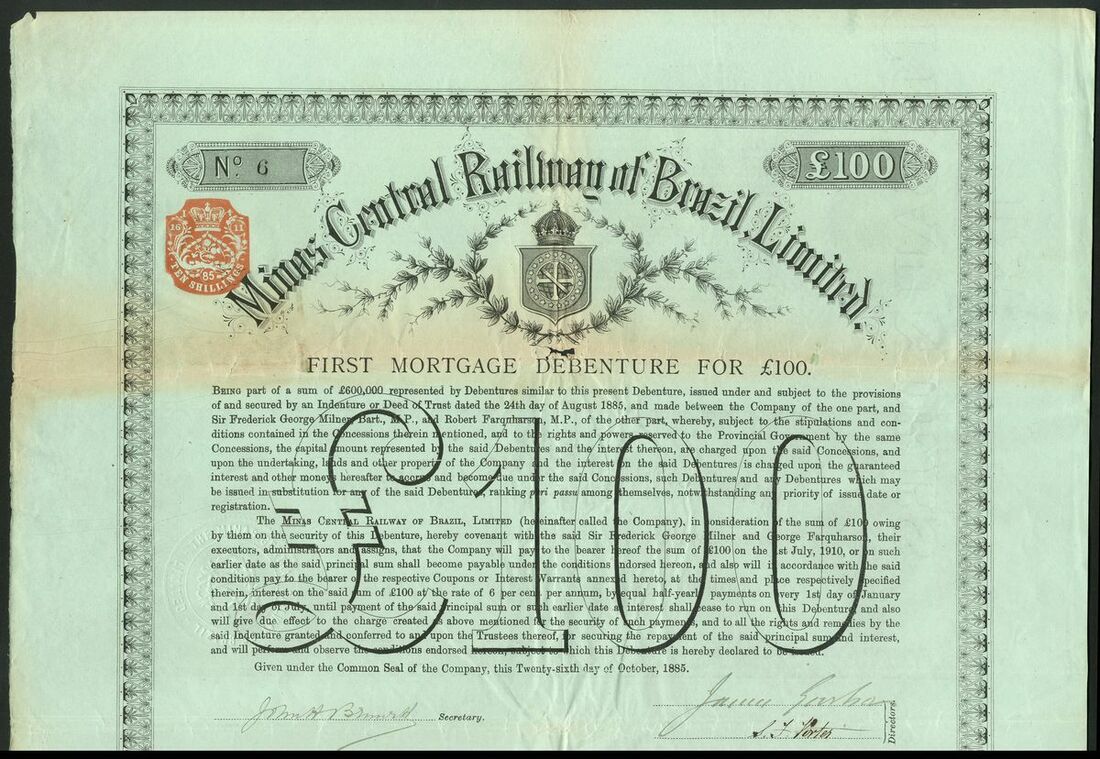 No. 6
£100
Minas Central Railway of Brazil, Limited.
I
16 11
85
TEN SHILLINGS
FIRST MORTGAGE DEBENTURE FOR £100.
BEING part of a sum of £600,000 represented by Debentures similar to this present Debenture, issued under and subject to the provisions
of and secured by an Indenture or Deed of Trust dated the 24th day of August 1885, and made between the Company of the one part, and
Sir Frederick George Milner, Bart., M.P., and Robert Farquharson, M.P., of the other part, whereby, subject to the stipulations and con-
ditions contained in the Concessions therein mentioned, and to the rights and powers reserved to the Provincial Government by the same
Concessions, the capital amount represented by the said Debentures and the interest thereon, are charged upon the said Concessions, and
upon the undertaking, lands and other property of the Company and the interest on the said Debentures is charged upon the guaranteed
interest and other money hereafter to accrue and become due under the said Concessions, such Debentures and any Debentures which may
be issued in substitution for any of the said Debentures, ranking pari passu among themselves, notwithstanding any priority of issue date or
registration.
The MINAS CENTRAL RAILWAY OF BRAZIL, LIMITED (hereinafter called the Company), in consideration of the sum of £100 owing
by them on the security of this Debenture, hereby covenant with the said Sir Frederick George Milner and George Farquharson, their
executors, administrators and assigns, that the Company will pay to the bearer hereof the sum of £100 on the 1st July, 1910, or on such
earlier date as the said principal sum shall become payable under the conditions endorsed hereon, and also will in accordance with the said
conditions pay to the bearer of the respective Coupons or Interest Warrants annexed hereto, at the times and place respectively specified
therein, interest on the said sum of £100 at the rate of 6 per cent. per annum, by equal half-yearly payments on every 1st day of January
and 1st day of July, until payment of the said principal sum or such earlier date as interest shall cease to run on this Debenture, and also
will give due effect to the charge created as above mentioned for the security of such payment, and to all the rights and remedies by the
said Indenture granted and conferred to and upon the Trustees thereof, for securing the repayment of the said principal sum and interest,
and will perform and observe the conditions endorsed hereon, subject to which this Debenture is hereby declared to be issued.
£100
Given under the Common Seal of the Company, this Twenty-sixth day of October, 1885.
Secretary.
S. F. Porter
Directors.